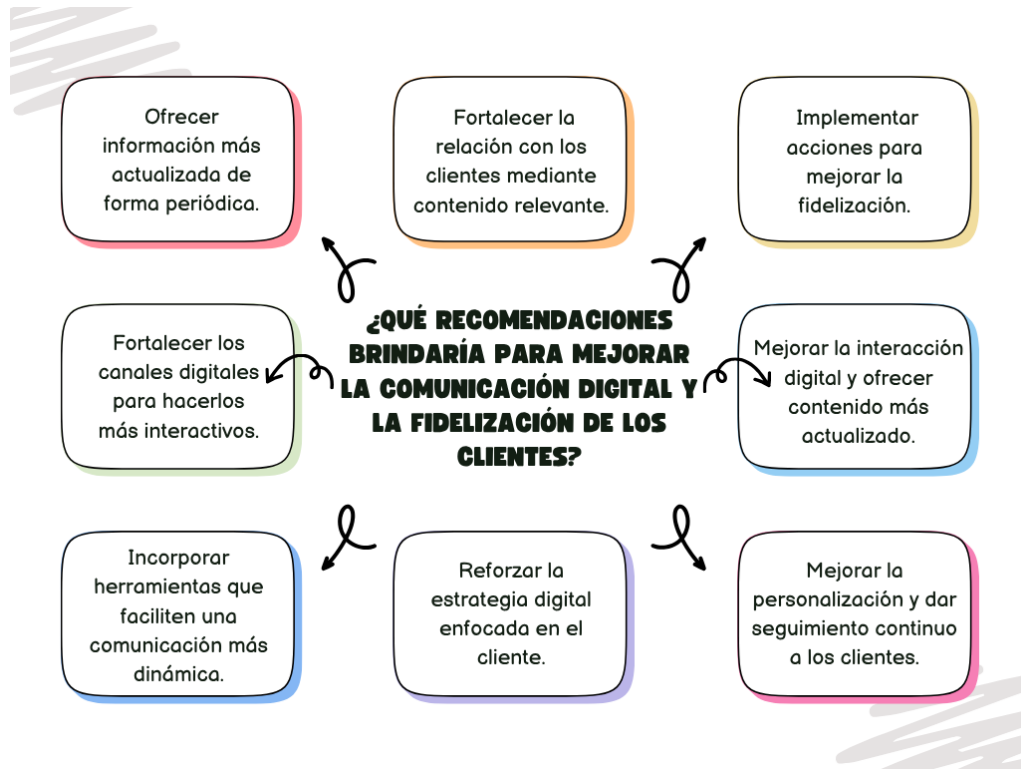 Ofrecer
información más
actualizada de
forma periódica.
Fortalecer la
relación con los
clientes mediante
contenido relevante.
Implementar
acciones para
mejorar la
fidelización.
Fortalecer los
canales digitales
para hacerlos
más interactivos.
¿QUÉ RECOMENDACIONES
BRINDARÍA PARA MEJORAR
LA COMUNICACIÓN DIGITAL Y
LA FIDELIZACIÓN DE LOS
CLIENTES?
Mejorar la interacción
digital y ofrecer
contenido más
actualizado.
Incorporar
herramientas que
faciliten una
comunicación más
dinámica.
Reforzar la
estrategia digital
enfocada en el
cliente.
Mejorar la
personalización y dar
seguimiento continuo
a los clientes.